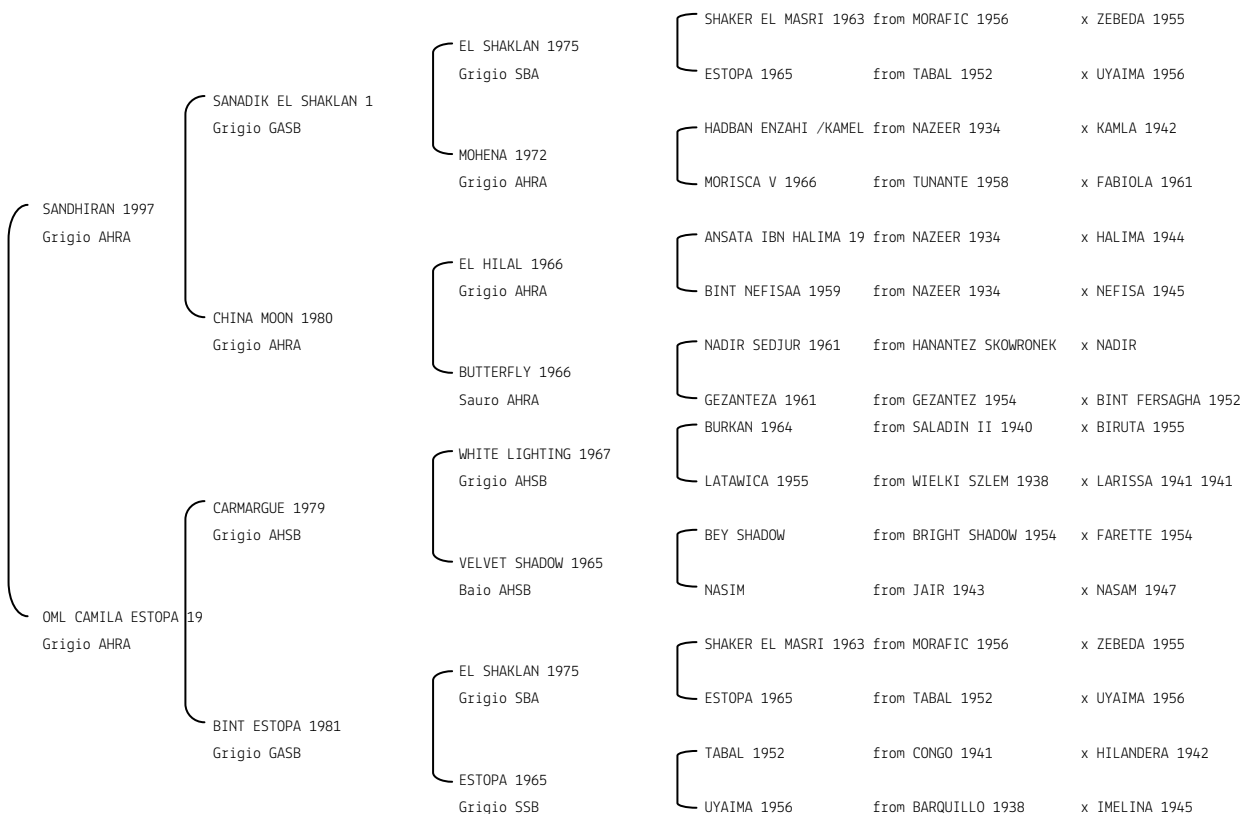 SHAKER EL MASRI 1963 from MORAFIC 1956 x ZEBEDA 1955
EL SHAKLAN 1975
Grigio SBA
ESTOPA 1965 from TABAL 1952 x UYAIMA 1956
SANADIK EL SHAKLAN 1
Grigio GASB
HADBAN ENZAHI /KAMEL from NAZEER 1934 x KAMLA 1942
MOHENA 1972
Grigio AHRA
MORISCA V 1966 from TUNANTE 1958 x FABIOLA 1961
SANDHIRAN 1997
Grigio AHRA
ANSATA IBN HALIMA 19 from NAZEER 1934 x HALIMA 1944
EL HILAL 1966
Grigio AHRA
BINT NEFISAA 1959 from NAZEER 1934 x NEFISA 1945
CHINA MOON 1980
Grigio AHRA
NADIR SEDJUR 1961 from HANANTEZ SKOWRONEK x NADIR
BUTTERFLY 1966
Sauro AHRA
GEZANTEZA 1961 from GEZANTEZ 1954 x BINT FERSAGHA 1952
BURKAN 1964 from SALADIN II 1940 x BIRUTA 1955
WHITE LIGHTING 1967
Grigio AHSB
LATAWICA 1955 from WIELKI SZLEM 1938 x LARISSA 1941 1941
CARMARGUE 1979
Grigio AHSB
BEY SHADOW from BRIGHT SHADOW 1954 x FARETTE 1954
VELVET SHADOW 1965
Baio AHSB
NASIM from JAIR 1943 x NASAM 1947
OML CAMILA ESTOPA 19
Grigio AHRA
SHAKER EL MASRI 1963 from MORAFIC 1956 x ZEBEDA 1955
EL SHAKLAN 1975
Grigio SBA
ESTOPA 1965 from TABAL 1952 x UYAIMA 1956
BINT ESTOPA 1981
Grigio GASB
TABAL 1952 from CONGO 1941 x HILANDERA 1942
ESTOPA 1965
Grigio SSB
UYAIMA 1956 from BARQUILLO 1938 x IMELINA 1945